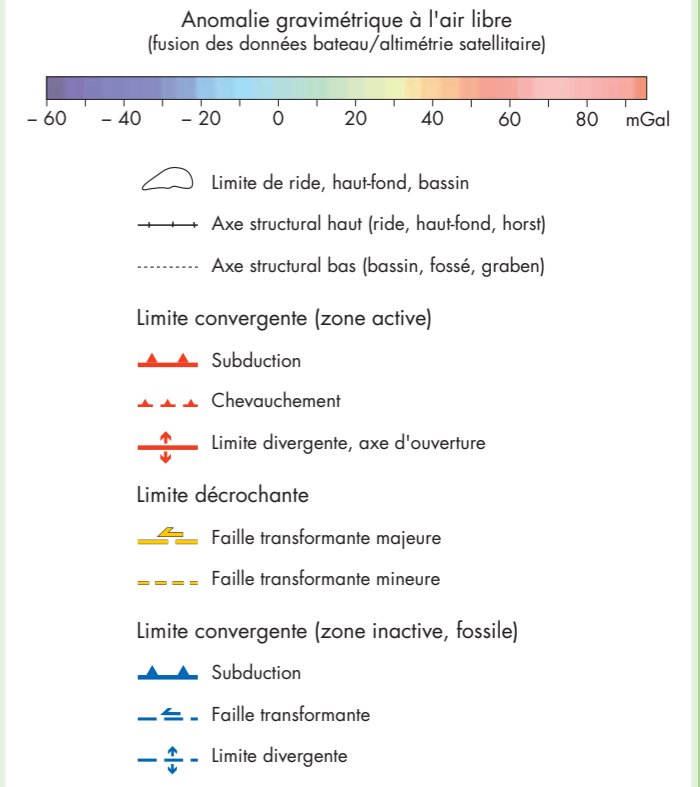 Anomalie gravimétrique à l'air libre
(fusion des données bateau/altimétrie satellitaire)
– 60 – 40 – 20 0 20 40 60 80 mGal
Limite de ride, haut-fond, bassin
Axe structural haut (ride, haut-fond, horst)
Axe structural bas (bassin, fossé, graben)
Limite convergente (zone active)
Subduction
Chevauchement
Limite divergente, axe d'ouverture
Limite décrochante
Faille transformante majeure
Faille transformante mineure
Limite convergente (zone inactive, fossile)
Subduction
Faille transformante
Limite divergente